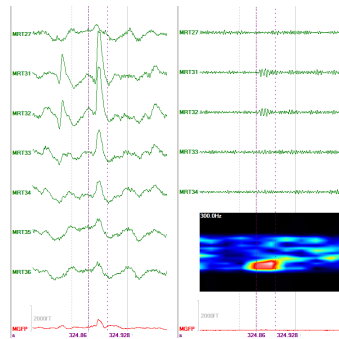 MRT27
MRT31
MRT32
MRT33
MRT34
MRT35
MRT36
2000fT
MGFP
s 324.86 324.928
MRT27
MRT31
MRT32
MRT33
MRT34
300.0Hz
2000fT
MGFP
s 324.86 324.928